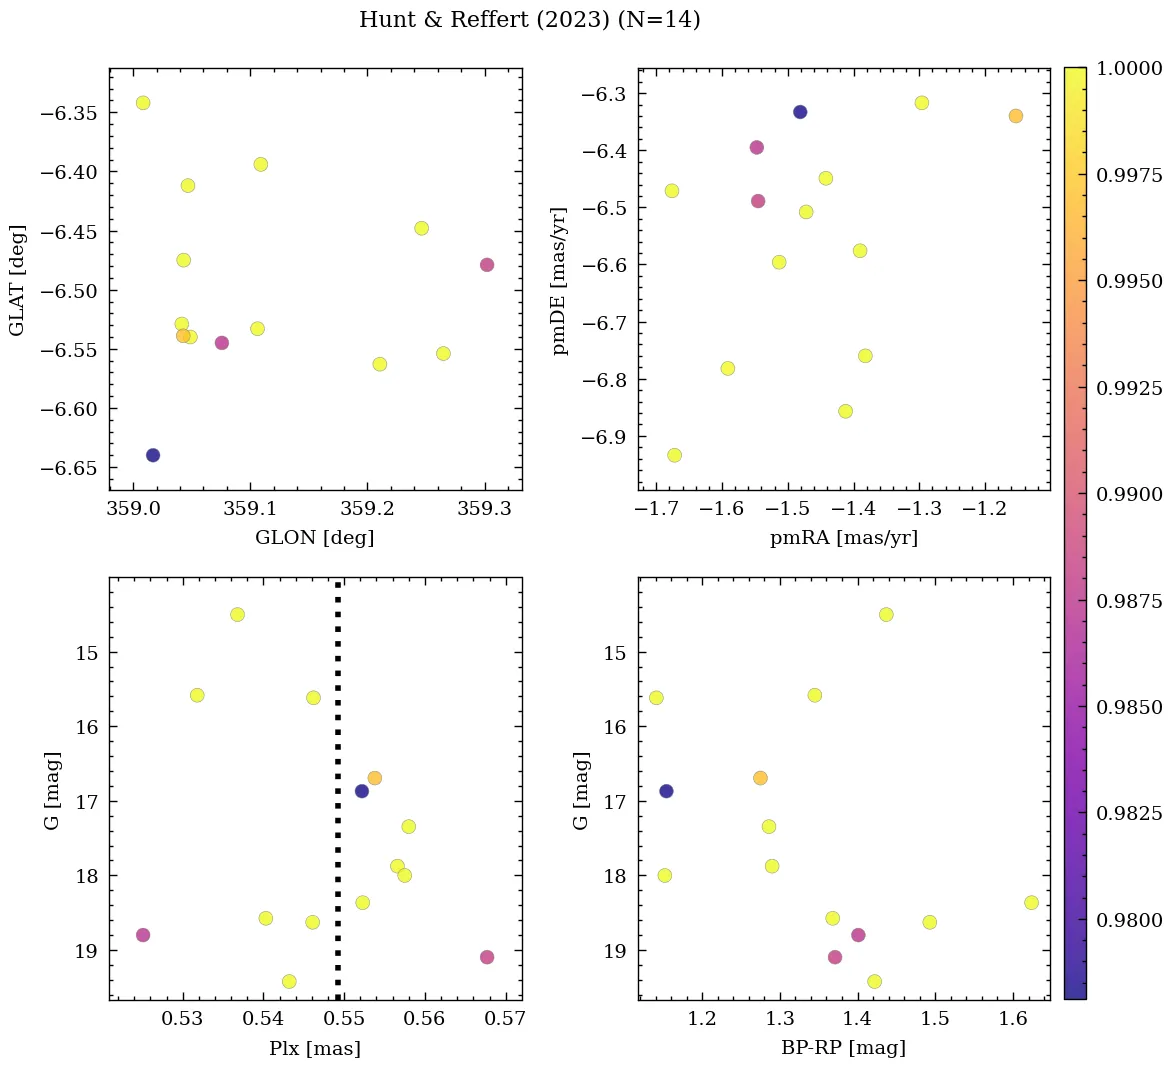 Hunt & Reffert (2023) (N=14)
−6.35
−6.40
−6.45
−6.50
−6.55
−6.60
−6.65
GLAT [deg]
359.0 359.1 359.2 359.3
GLON [deg]
−6.3
−6.4
−6.5
−6.6
−6.7
−6.8
−6.9
pmDE [mas/yr]
−1.7 −1.6 −1.5 −1.4 −1.3 −1.2
pmRA [mas/yr]
15
16
17
18
19
G [mag]
0.53 0.54 0.55 0.56 0.57
Plx [mas]
15
16
17
18
19
G [mag]
1.2 1.3 1.4 1.5 1.6
BP-RP [mag]
1.0000
0.9975
0.9950
0.9925
0.9900
0.9875
0.9850
0.9825
0.9800